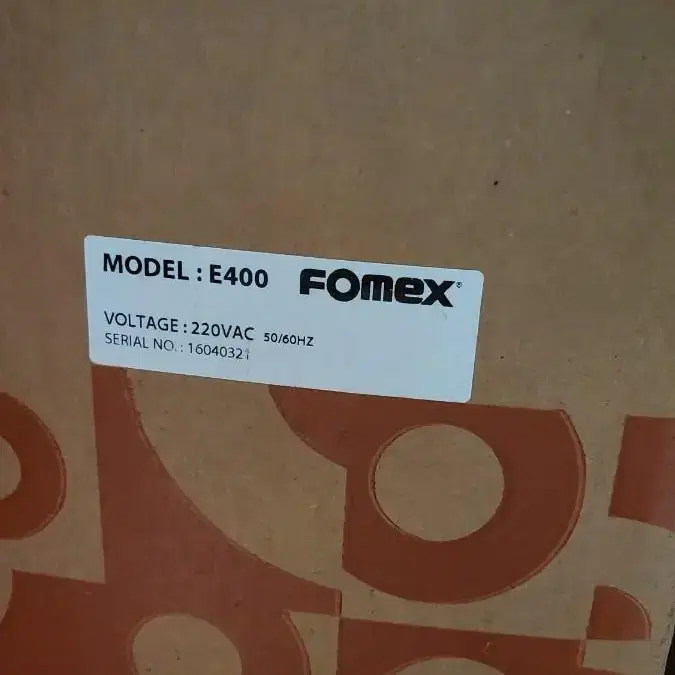 MODEL : E400 FOMEX®
VOLTAGE : 220VAC 50/60HZ
SERIAL NO. : 16040321